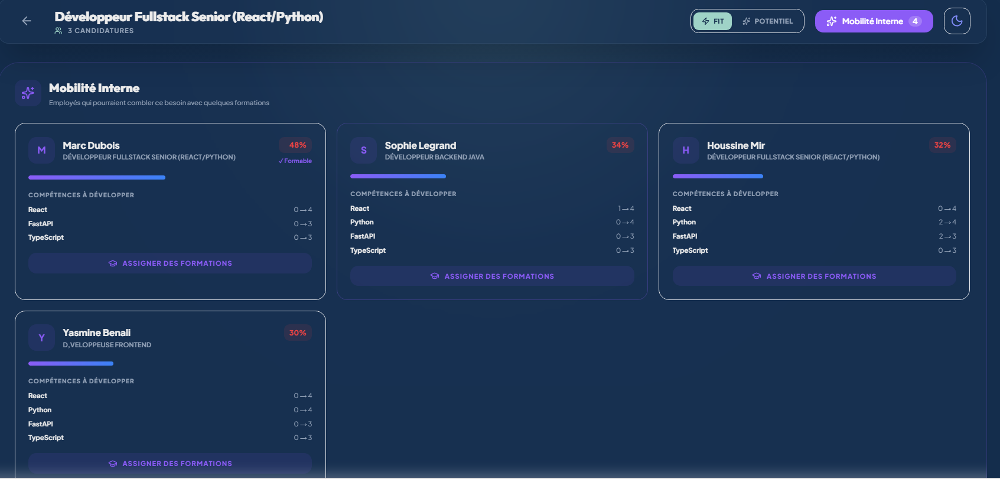 Développeur Fullstack Senior (React/Python)
3 CANDIDATURES
FIT
POTENTIEL
Mobilité Interne 4
Mobilité Interne
Employés qui pourraient combler ce besoin avec quelques formations
M
Marc Dubois
DÉVELOPPEUR FULLSTACK SENIOR (REACT/PYTHON)
48%
✓ Formable
COMPÉTENCES À DÉVELOPPER
React 0 → 4
FastAPI 0 → 3
TypeScript 0 → 3
ASSIGNER DES FORMATIONS
S
Sophie Legrand
DÉVELOPPEUR BACKEND JAVA
34%
COMPÉTENCES À DÉVELOPPER
React 1 → 4
Python 0 → 4
FastAPI 0 → 3
TypeScript 0 → 3
ASSIGNER DES FORMATIONS
H
Houssine Mir
DÉVELOPPEUR FULLSTACK SENIOR (REACT/PYTHON)
32%
COMPÉTENCES À DÉVELOPPER
React 0 → 4
Python 2 → 4
FastAPI 2 → 3
TypeScript 0 → 3
ASSIGNER DES FORMATIONS
Y
Yasmine Benali
D,VELOPPEUSE FRONTEND
30%
COMPÉTENCES À DÉVELOPPER
React 0 → 4
Python 0 → 4
FastAPI 0 → 3
TypeScript 0 → 3
ASSIGNER DES FORMATIONS